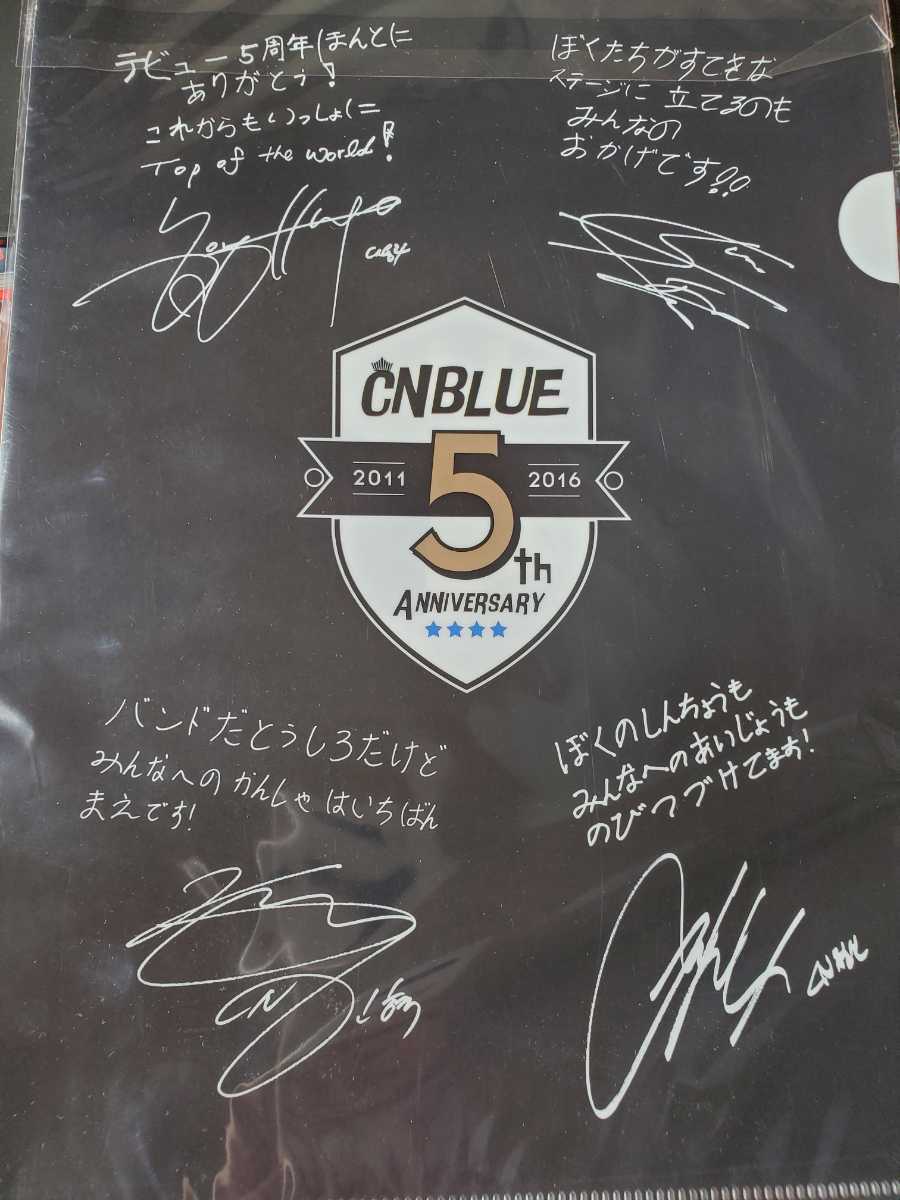 デビュー5周年ほんとに
ありがとう!
これからもいっしょに
Top of the world!
ぼくたちがすてきな
ステージに立てるのも
みんなの
おかげです!!
CNBLUE
2011 5th 2016
ANNIVERSARY
バンドだとうしろだけど
みんなへのかんしゃはいちばん
まえです!
ぼくのしんちょうも
みんなへのあいじょうも
のびつづけてます!
CN